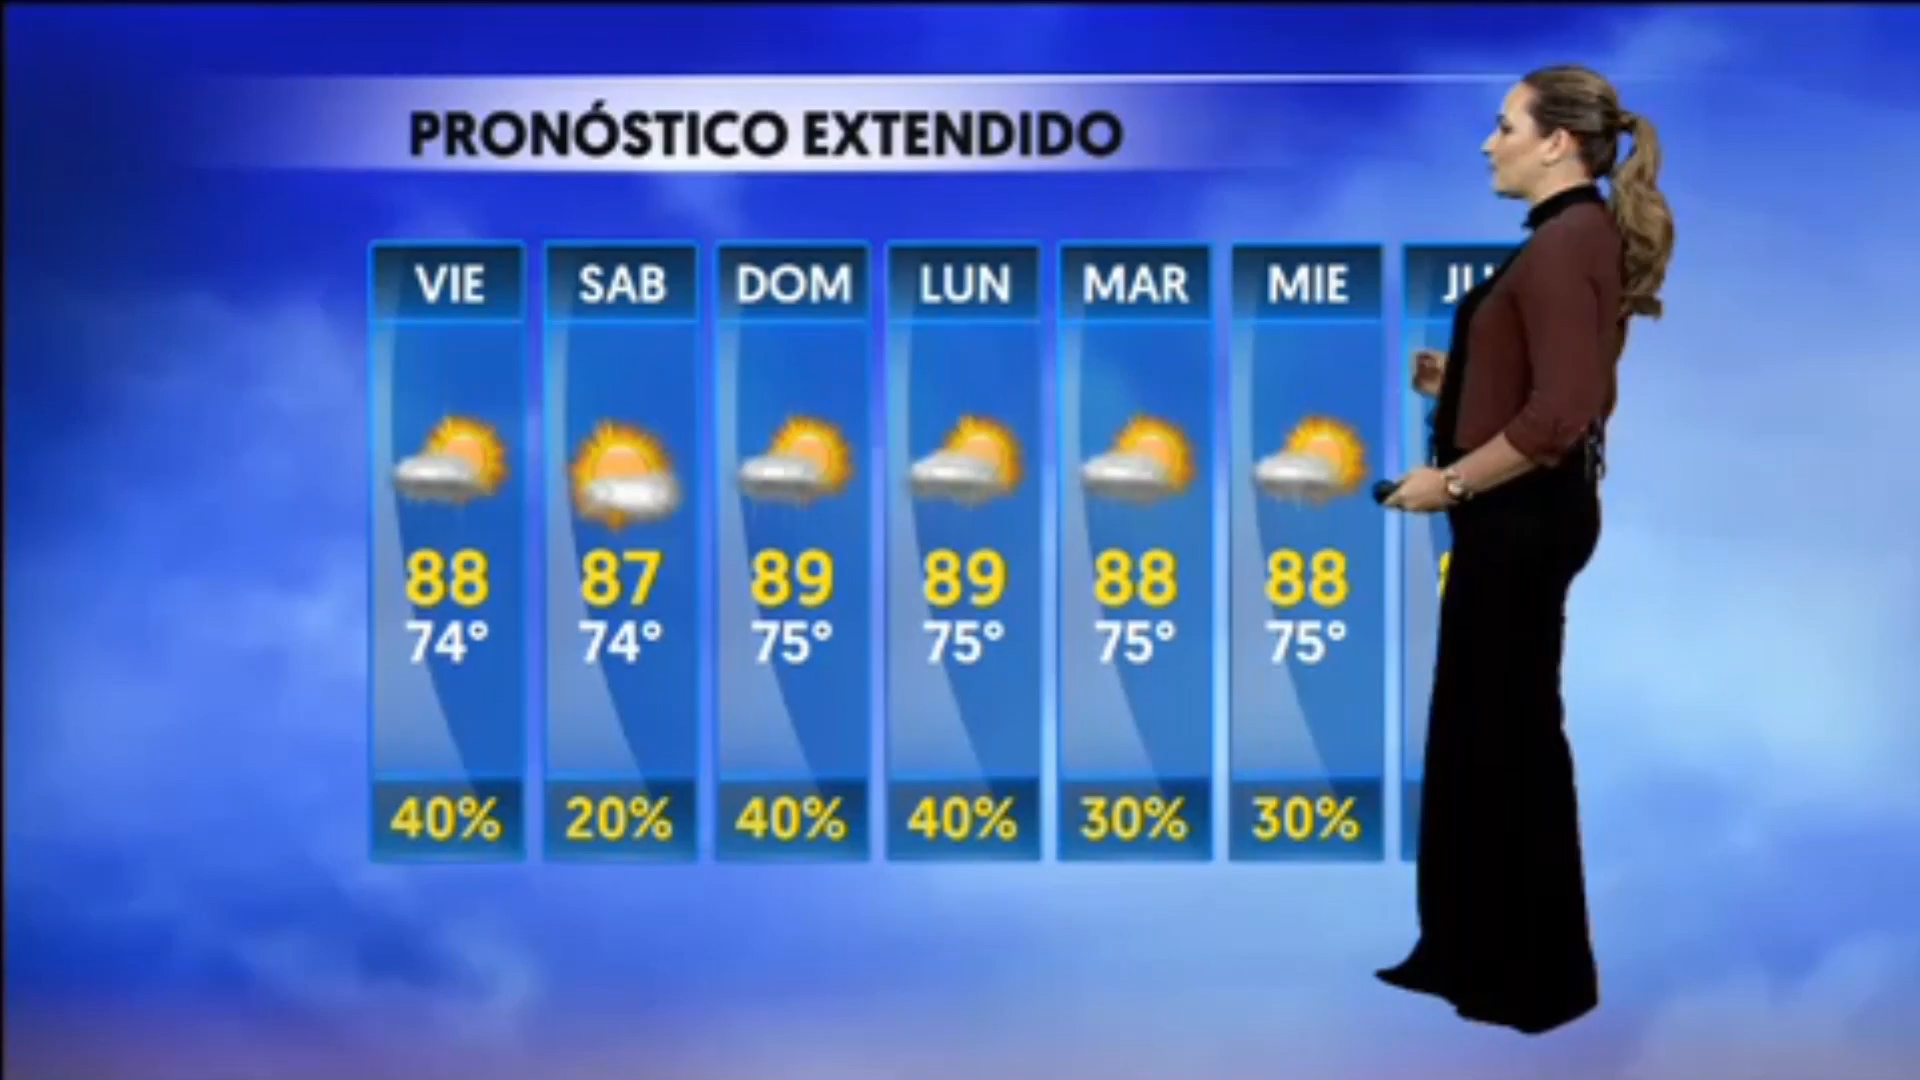 PRONÓSTICO EXTENDIDO
VIE SAB DOM LUN MAR MIE
88 87 89 89 88 88
74° 74° 75° 75° 75° 75°
40% 20% 40% 40% 30% 30%